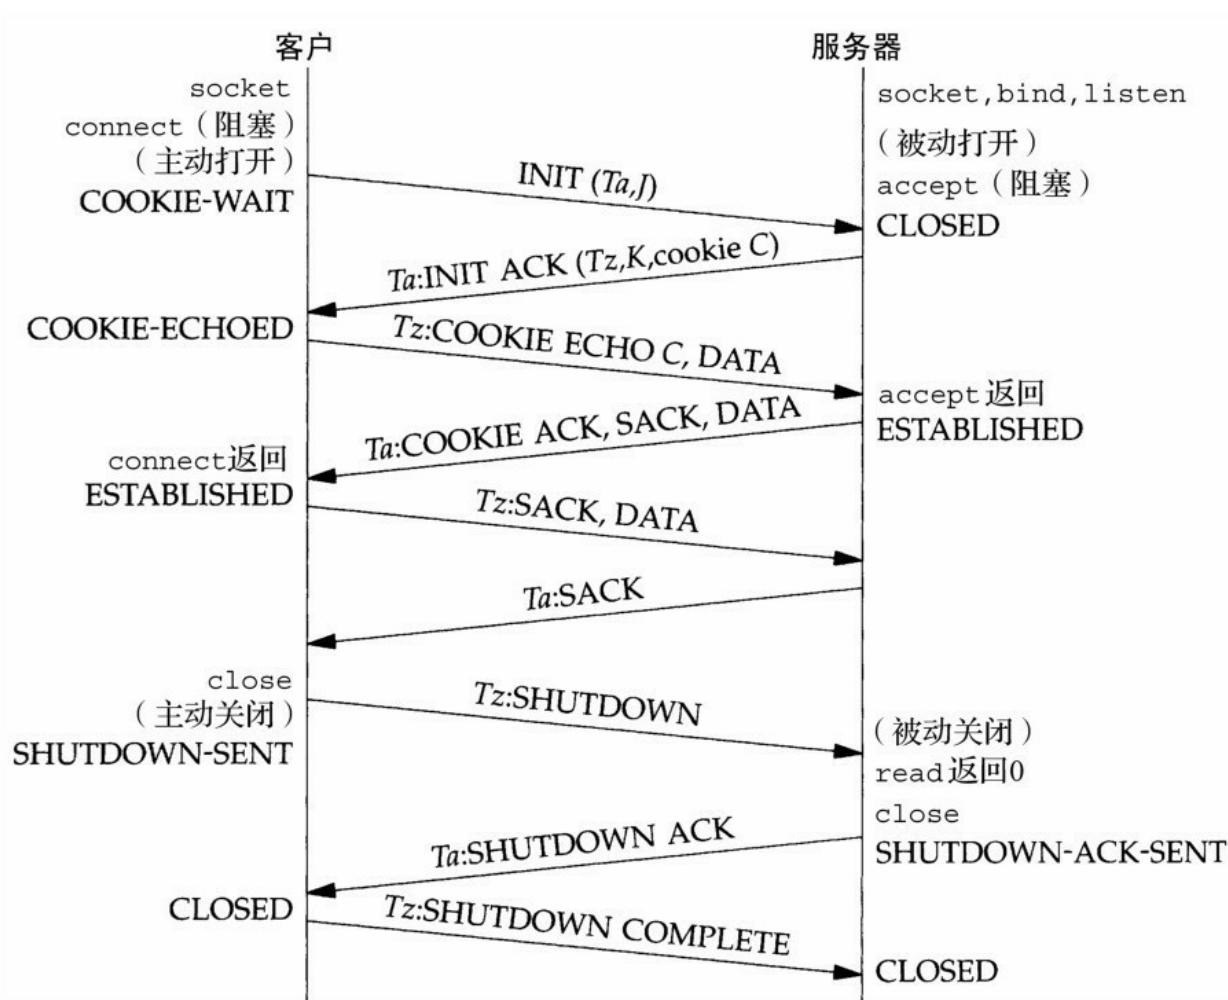 客户
服务器
socket
socket,bind,listen
connect（阻塞）
（被动打开）
（主动打开）
INIT (Ta,J)
accept（阻塞）
COOKIE-WAIT
CLOSED
Ta:INIT ACK (Tz,K,cookie C)
COOKIE-ECHOED
Tz:COOKIE ECHO C, DATA
accept返回
Ta:COOKIE ACK, SACK, DATA
ESTABLISHED
connect返回
ESTABLISHED
Tz:SACK, DATA
Ta:SACK
close
Tz:SHUTDOWN
（主动关闭）
（被动关闭）
SHUTDOWN-SENT
read返回0
close
Ta:SHUTDOWN ACK
SHUTDOWN-ACK-SENT
CLOSED
Tz:SHUTDOWN COMPLETE
CLOSED